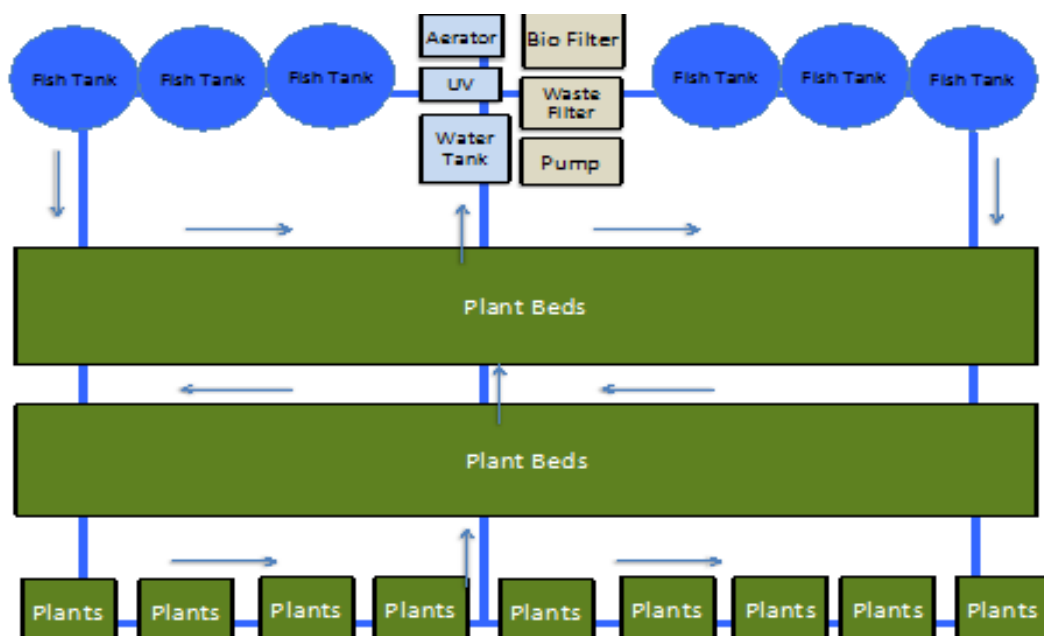 Aerator
Bio Filter
Fish Tank
Fish Tank
Fish Tank
UV
Waste
Filter
Fish Tank
Fish Tank
Fish Tank
Water
Tank
Pump
Plant Beds
Plant Beds
Plants
Plants
Plants
Plants
Plants
Plants
Plants
Plants
Plants